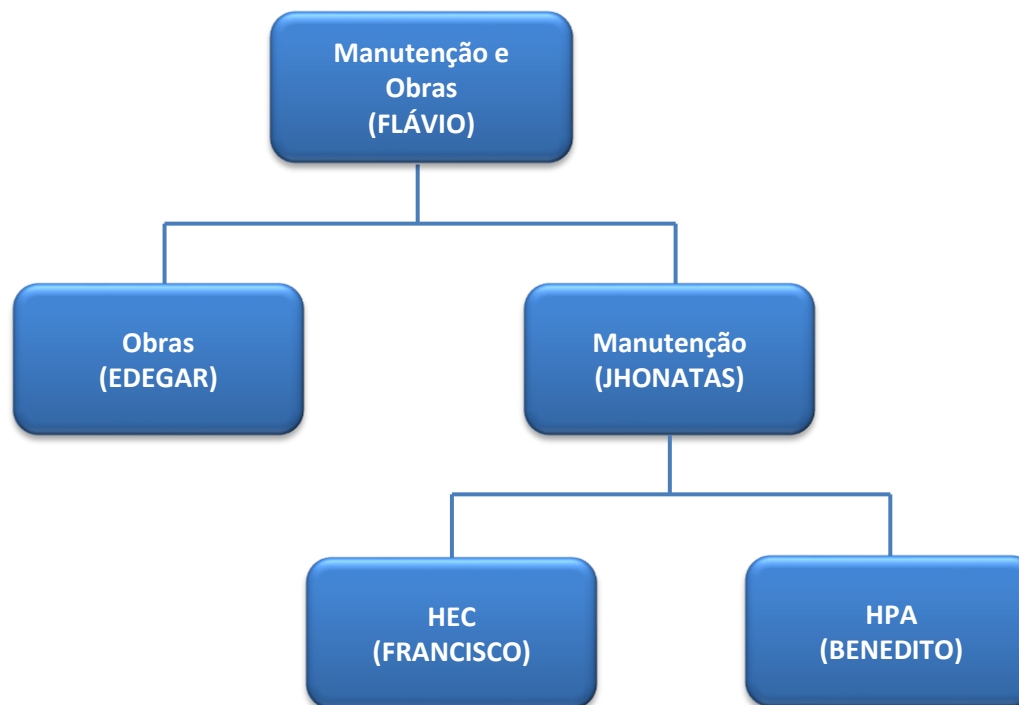 Manutenção e
Obras
(FLÁVIO)
Obras
(EDEGAR)
Manutenção
(JHONATAS)
HEC
(FRANCISCO)
HPA
(BENEDITO)